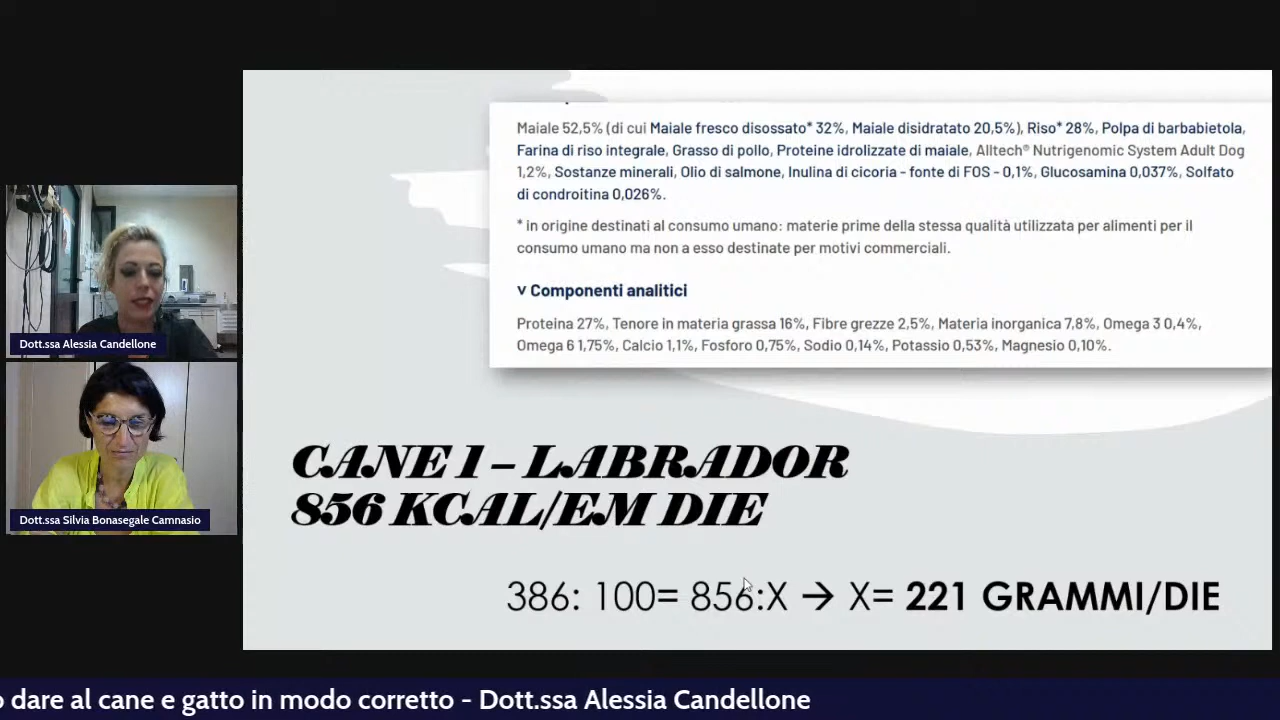 Maiale 52,5% (di cui Maiale fresco disossato* 32%, Maiale disidratato 20,5%), Riso* 28%, Polpa di barbabietola,
Farina di riso integrale, Grasso di pollo, Proteine idrolizzate di maiale, Alltech® Nutrigenomic System Adult Dog
1,2%, Sostanze minerali, Olio di salmone, Inulina di cicoria - fonte di FOS - 0,1%, Glucosamina 0,037%, Solfato
di condroitina 0,026%.
* in origine destinati al consumo umano: materie prime della stessa qualità utilizzata per alimenti per il
consumo umano ma non a esso destinate per motivi commerciali.
v Componenti analitici
Proteina 27%, Tenore in materia grassa 16%, Fibre grezze 2,5%, Materia inorganica 7,8%, Omega 3 0,4%,
Omega 6 1,75%, Calcio 1,1%, Fosforo 0,75%, Sodio 0,14%, Potassio 0,53%, Magnesio 0,10%.
Dott.ssa Alessia Candellone
Dott.ssa Silvia Bonasegale Camnasio
CANE 1 – LABRADOR
856 KCAL/EM DIE
386: 100= 856:X → X= 221 GRAMMI/DIE
o dare al cane e gatto in modo corretto - Dott.ssa Alessia Candellone